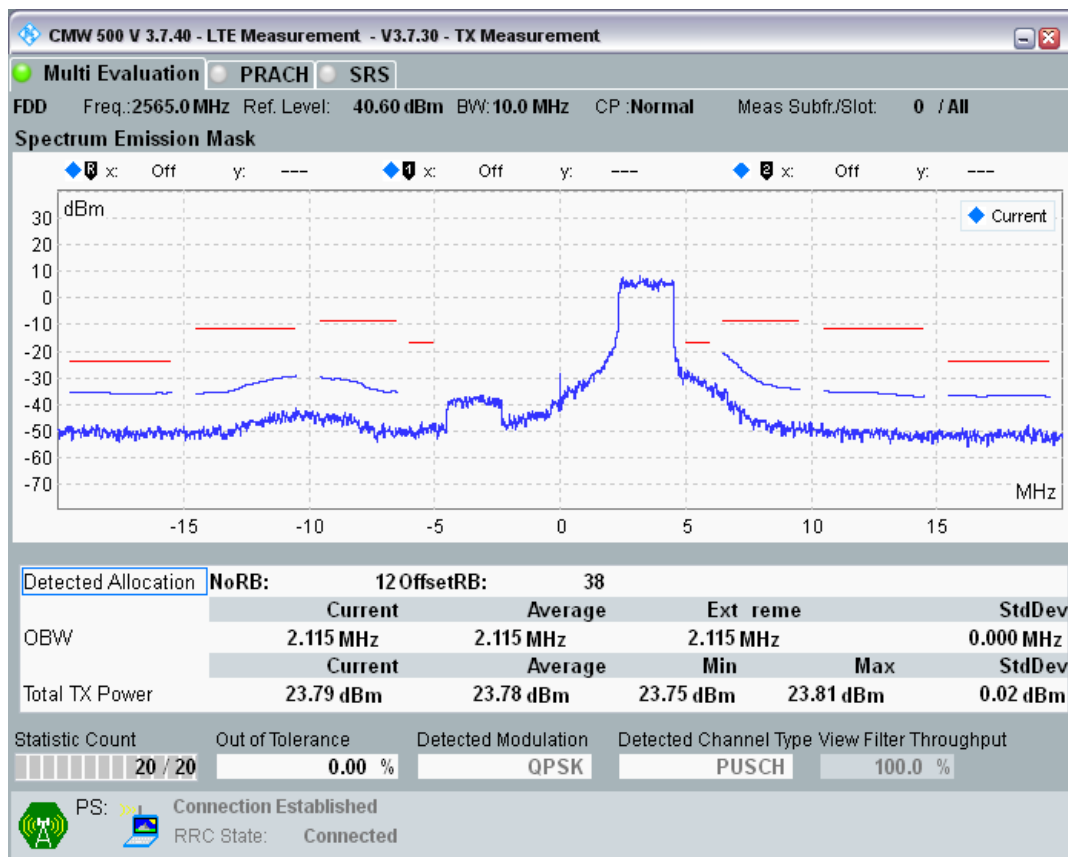 CMW 500 V 3.7.40 - LTE Measurement - V3.7.30 - TX Measurement
Multi Evaluation PRACH SRS
FDD Freg.:2565.0 MHz Ref. Level: 40.60 dBm BW: 10.0 MHz CP :Normal Meas Subfr./Slot: 0 / All
Spectrum Emission Mask
R x: Off y: --- 1 x: Off y: --- 2 x: Off y: ---
dBm
Current
30
20
10
0
-10
-20
-30
-40
-50
-60
-70
MHz
-15 -10 -5 0 5 10 15
Detected Allocation NoRB: 12 OffsetRB: 38
Current Average Ext reme StdDev
OBW 2.115 MHz 2.115 MHz 2.115 MHz 0.000 MHz
Current Average Min Max StdDev
Total TX Power 23.79 dBm 23.78 dBm 23.75 dBm 23.81 dBm 0.02 dBm
Statistic Count Out of Tolerance Detected Modulation Detected Channel Type View Filter Throughput
20 / 20 0.00 % QPSK PUSCH 100.0 %
PS: Connection Established
RRC State: Connected